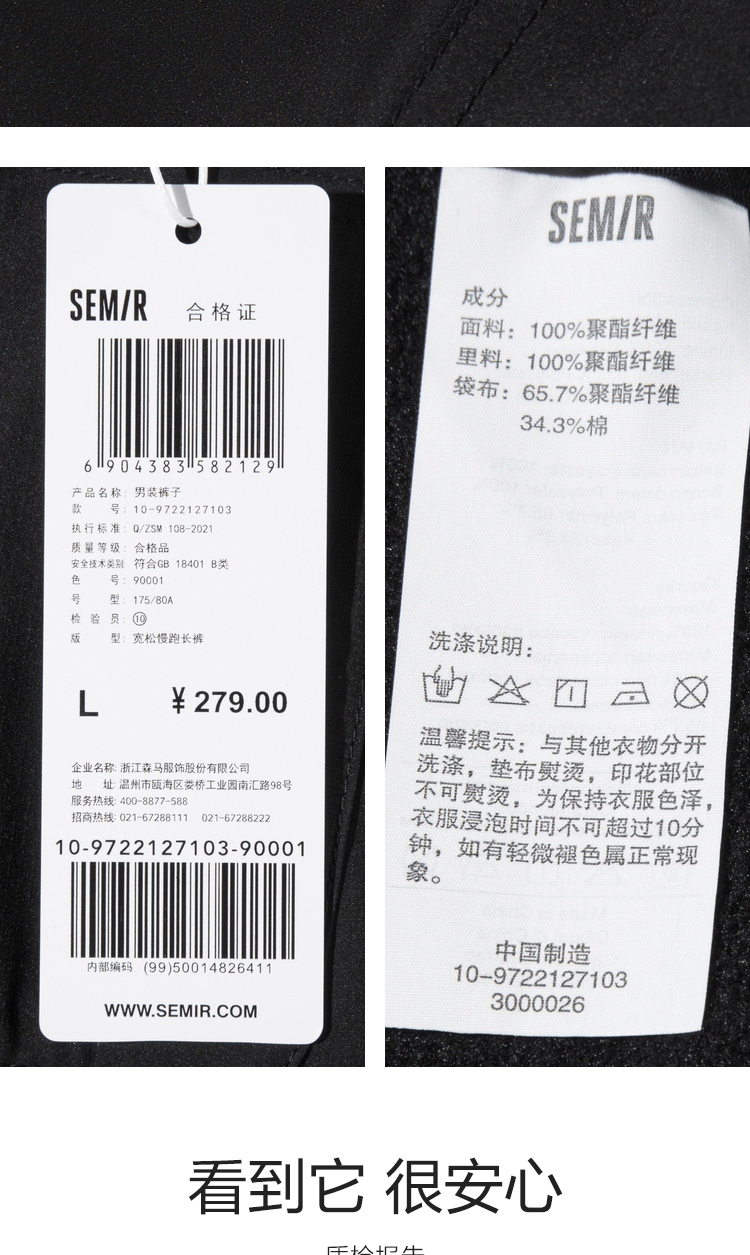 SEMIR
合格证
6 904383 582129
产品名称: 男装裤子
款 号: 10-9722127103
执行标准: Q/ZSM 108-2021
质量等级: 合格品
安全技术类别: 符合GB 18401 B类
色 号: 90001
号 型: 175/80A
检 验 员: ⑩
版 型: 宽松慢跑长裤
L ¥279.00
企业名称: 浙江森马服饰股份有限公司
地 址: 温州市瓯海区娄桥工业园南汇路98号
服务热线: 400-8877-588
招商热线: 021-67288111 021-67288222
10-9722127103-90001
内部编码 (99)50014826411
WWW.SEMIR.COM
SEMIR
成分
面料: 100%聚酯纤维
里料: 100%聚酯纤维
袋布: 65.7%聚酯纤维
34.3%棉
洗涤说明:
温馨提示: 与其他衣物分开
洗涤, 垫布熨烫, 印花部位
不可熨烫, 为保持衣服色泽,
衣服浸泡时间不可超过10分
钟, 如有轻微褪色属正常现
象。
中国制造
10-9722127103
3000026
看到它 很安心
质检报告